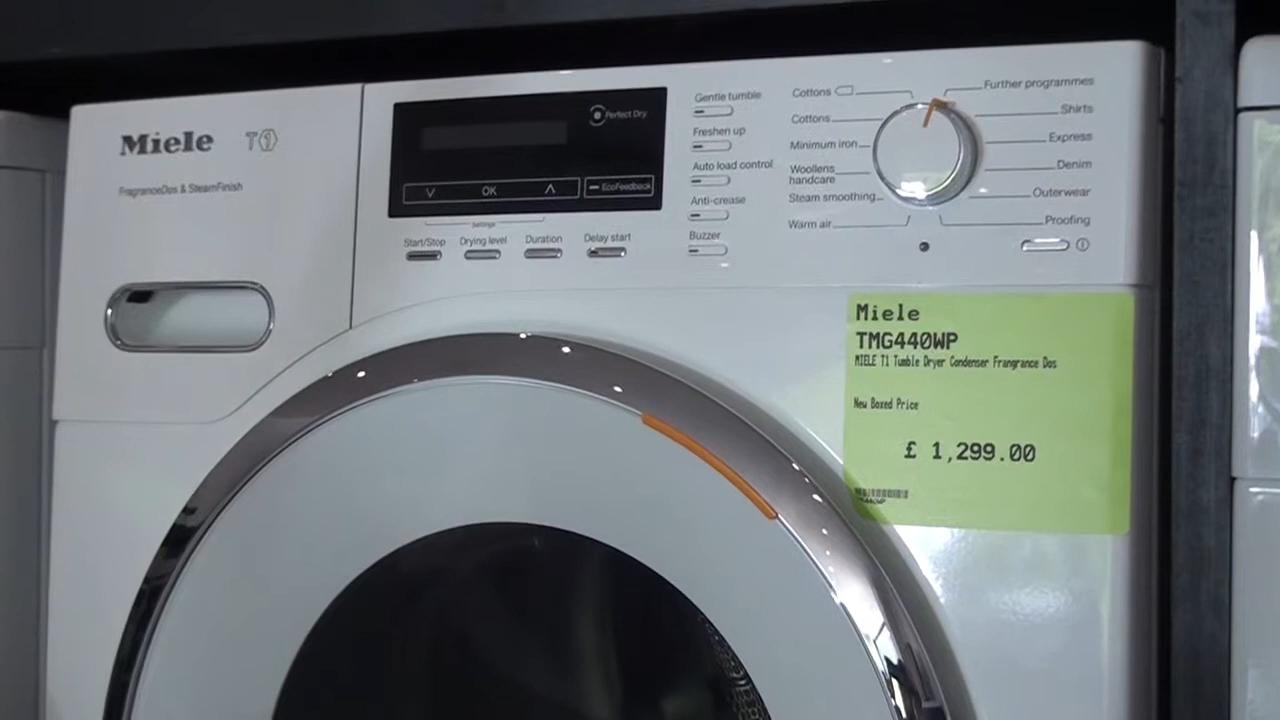 Miele T1
FragranceDos & SteamFinish
Perfect Dry
OK
EcoFeedback
Settings
Start/Stop
Drying level
Duration
Delay start
Gentle tumble
Freshen up
Auto load control
Anti-crease
Buzzer
Cottons
Cottons
Minimum iron
Woollens
handcare
Steam smoothing
Warm air
Further programmes
Shirts
Express
Denim
Outerwear
Proofing
Miele
TMG440WP
MIELE T1 Tumble Dryer Condenser Frangrance Dos
New Boxed Price
£ 1,299.00
TMG440WP